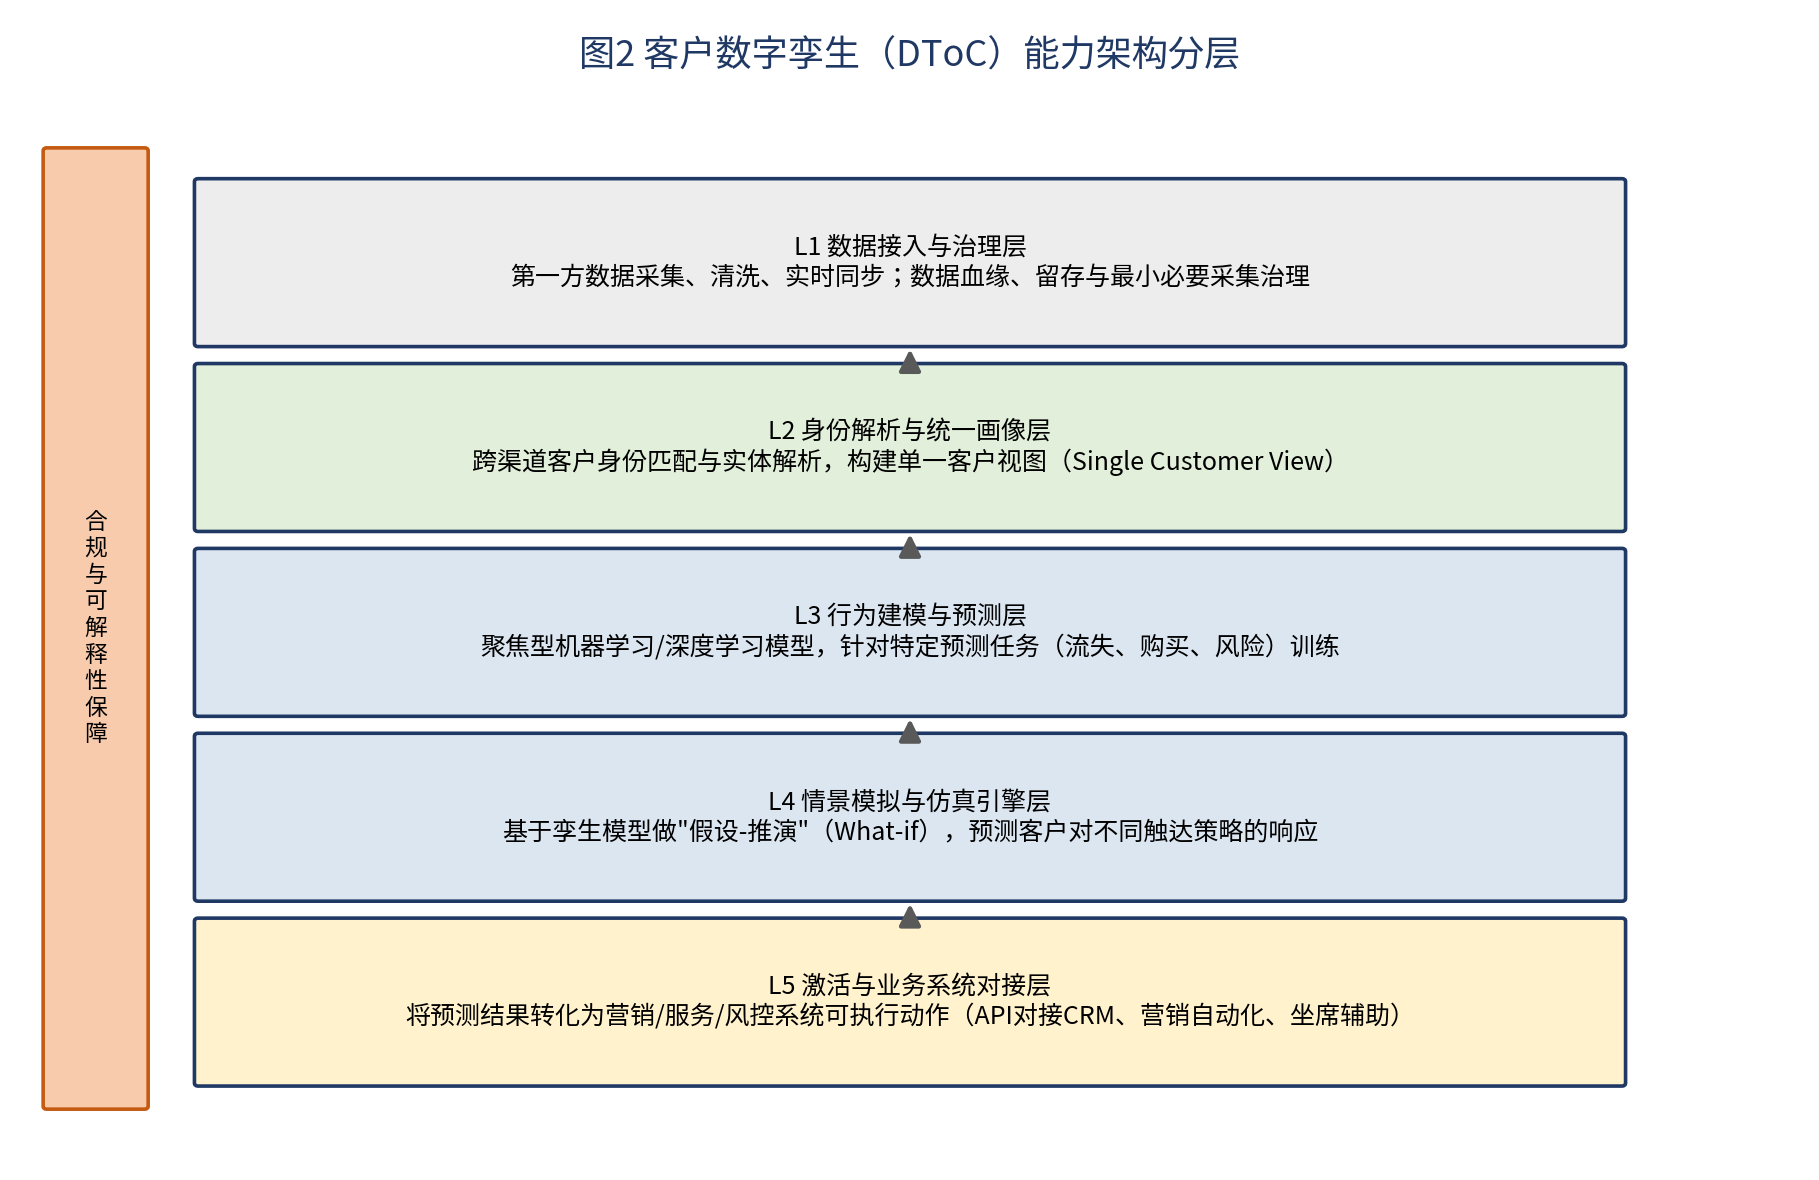 图2 客户数字孪生（DToC）能力架构分层
合规与可解释性保障
L1 数据接入与治理层
第一方数据采集、清洗、实时同步；数据血缘、留存与最小必要采集治理
L2 身份解析与统一画像层
跨渠道客户身份匹配与实体解析，构建单一客户视图（Single Customer View）
L3 行为建模与预测层
聚焦型机器学习/深度学习模型，针对特定预测任务（流失、购买、风险）训练
L4 情景模拟与仿真引擎层
基于孪生模型做"假设-推演"（What-if），预测客户对不同触达策略的响应
L5 激活与业务系统对接层
将预测结果转化为营销/服务/风控系统可执行动作（API对接CRM、营销自动化、坐席辅助）